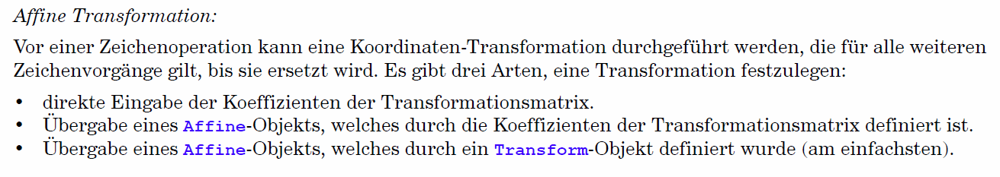 Affine Transformation:
Vor einer Zeichenoperation kann eine Koordinaten-Transformation durchgeführt werden, die für alle weiteren
Zeichenvorgänge gilt, bis sie ersetzt wird. Es gibt drei Arten, eine Transformation festzulegen:
• direkte Eingabe der Koeffizienten der Transformationsmatrix.
• Übergabe eines Affine-Objekts, welches durch die Koeffizienten der Transformationsmatrix definiert ist.
• Übergabe eines Affine-Objekts, welches durch ein Transform-Objekt definiert wurde (am einfachsten).